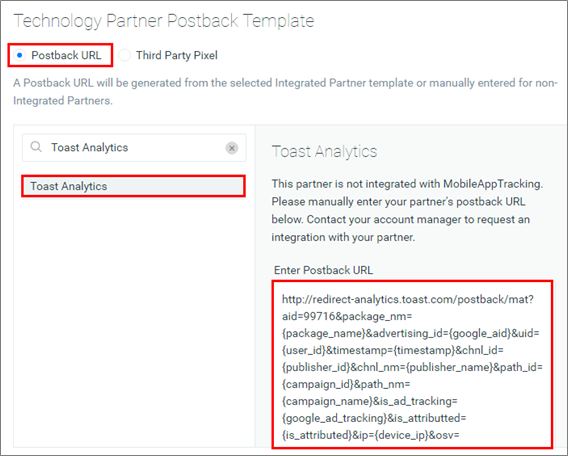 Technology Partner Postback Template
Postback URL
Third Party Pixel
A Postback URL will be generated from the selected Integrated Partner template or manually entered for non-
Integrated Partners.
Toast Analytics
Toast Analytics
Toast Analytics
This partner is not integrated with MobileAppTracking.
Please manually enter your partner's postback URL
below. Contact your account manager to request an
integration with your partner.
Enter Postback URL
http://redirect-analytics.toast.com/postback/mat?
aid=99716&package_nm=
{package_name}&advertising_id={google_aid}&uid=
{user_id}&timestamp={timestamp}&chnl_id=
{publisher_id}&chnl_nm={publisher_name}&path_id=
{campaign_id}&path_nm=
{campaign_name}&is_ad_tracking=
{google_ad_tracking}&is_attributted=
{is_attributed}&ip={device_ip}&osv=